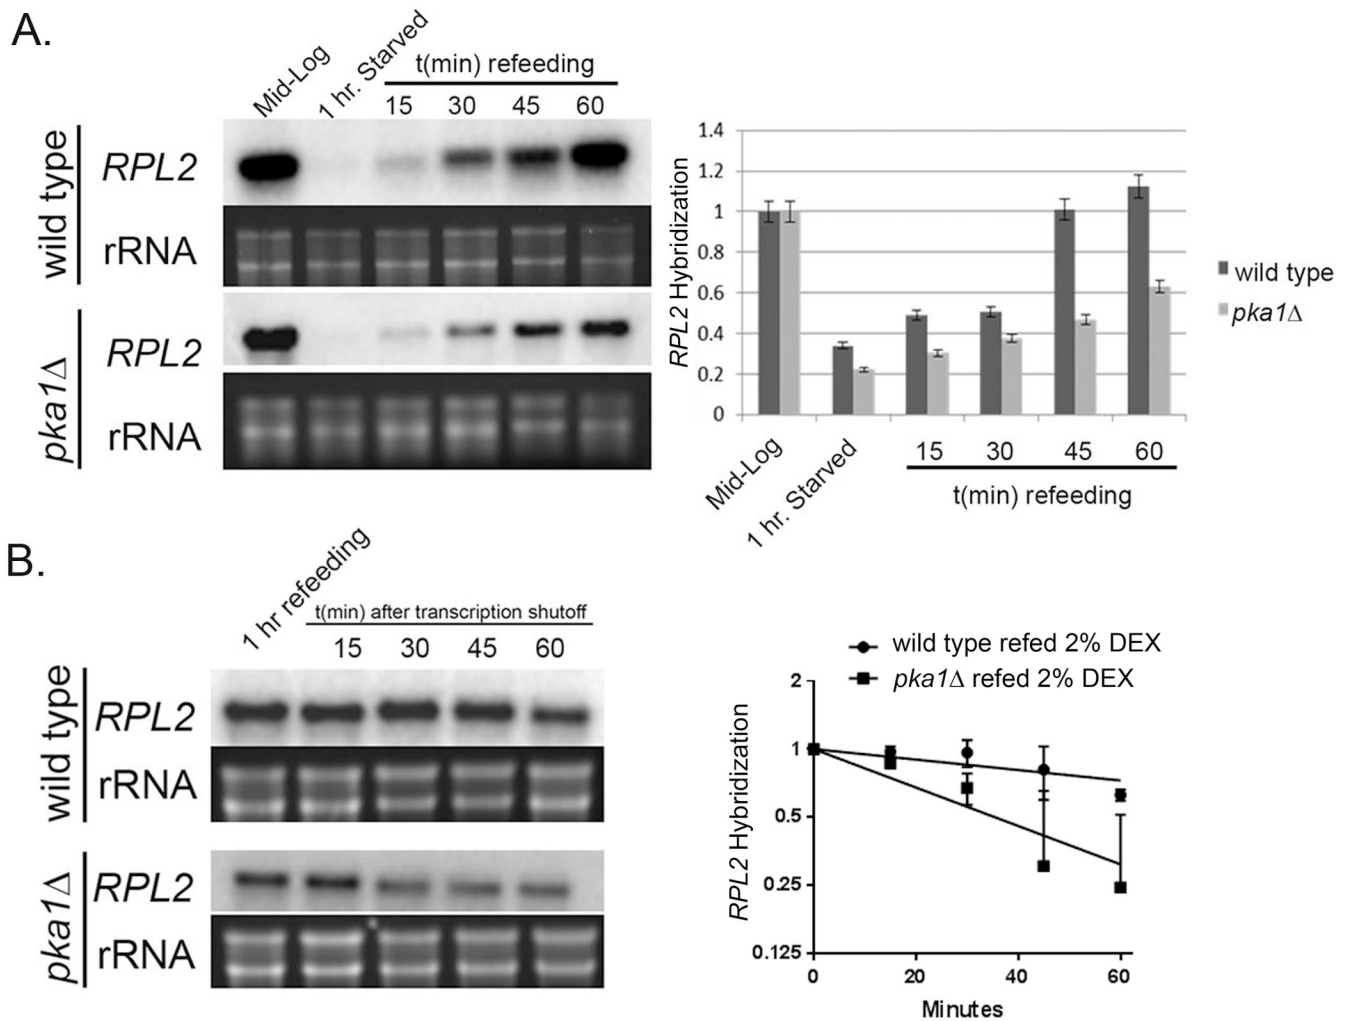 A.
Mid-Log
1 hr. Starved
t(min) refeeding
15 30 45 60
wild type
RPL2
rRNA
pka1Δ
RPL2
rRNA
RPL2 Hybridization
1.4
1.2
1
0.8
0.6
0.4
0.2
0
Mid-Log
1 hr. Starved
15 30 45 60
t(min) refeeding
wild type
pka1Δ
B.
1 hr refeeding
t(min) after transcription shutoff
15 30 45 60
wild type
RPL2
rRNA
pka1Δ
RPL2
rRNA
wild type refed 2% DEX
pka1Δ refed 2% DEX
RPL2 Hybridization
2
1
0.5
0.25
0.125
0 20 40 60
Minutes